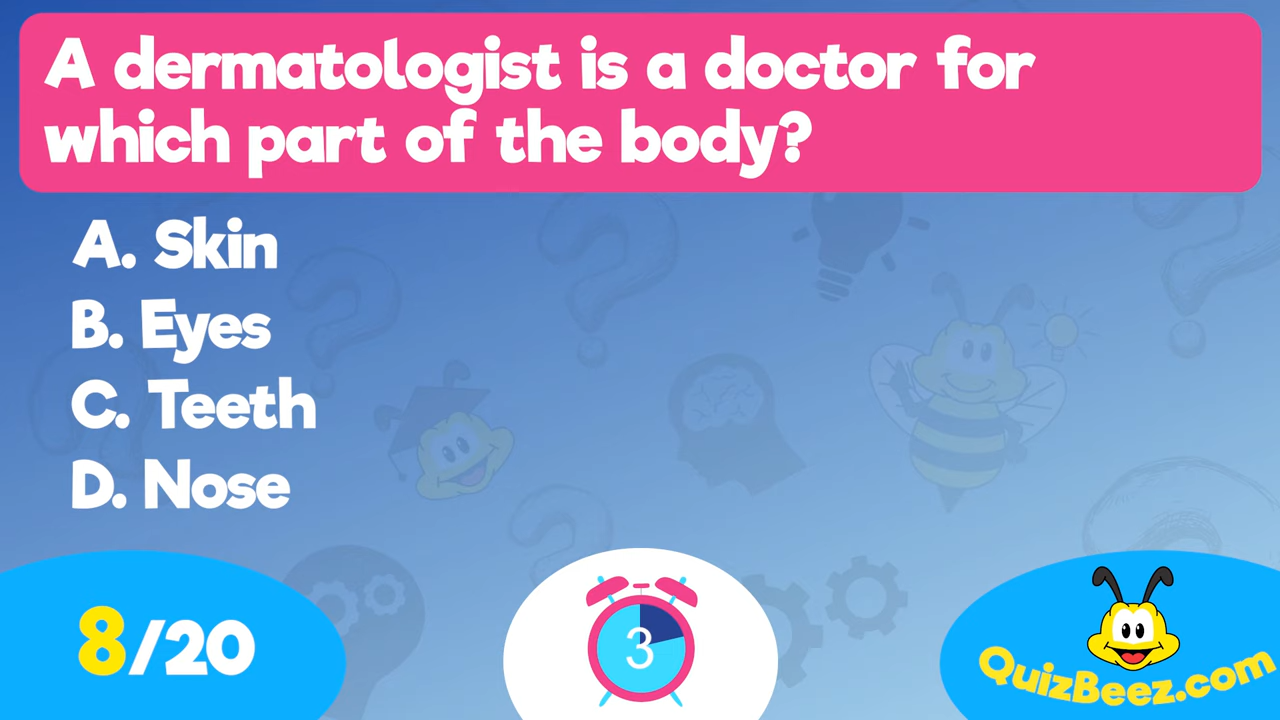 A dermatologist is a doctor for
which part of the body?
A. Skin
B. Eyes
C. Teeth
D. Nose
8/20
3
QuizBeez.com